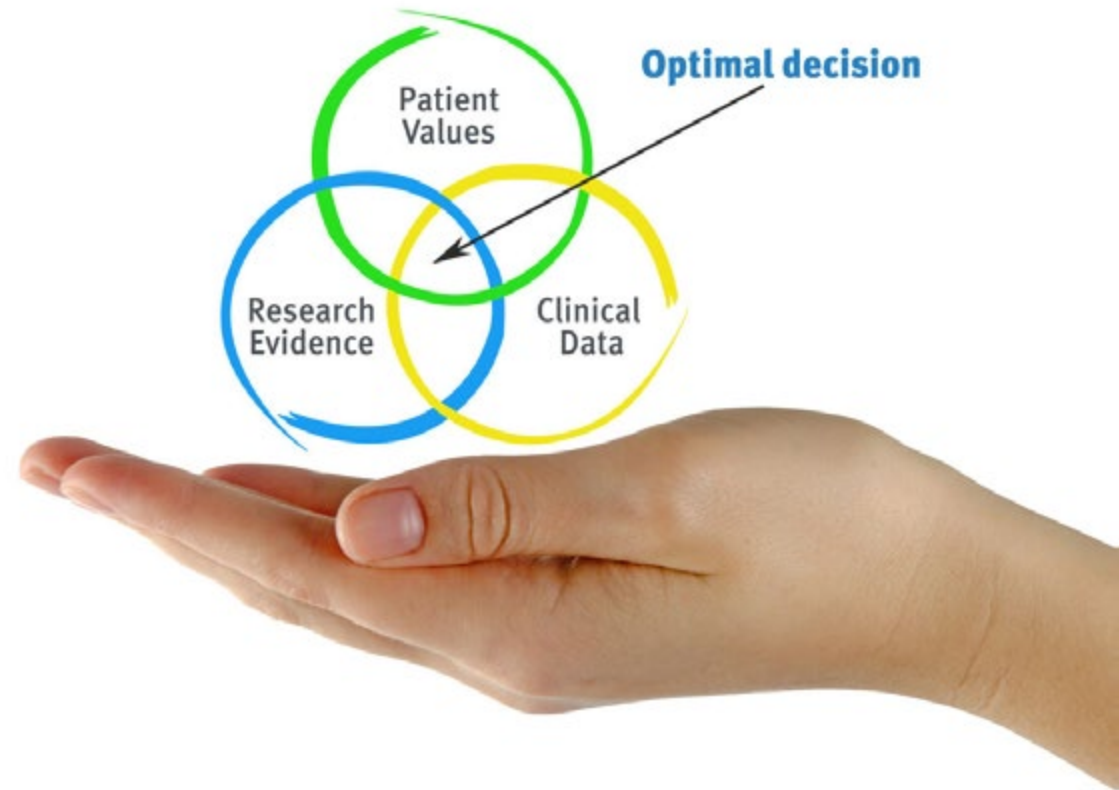 Optimal decision
Patient
Values
Research
Evidence
Clinical
Data